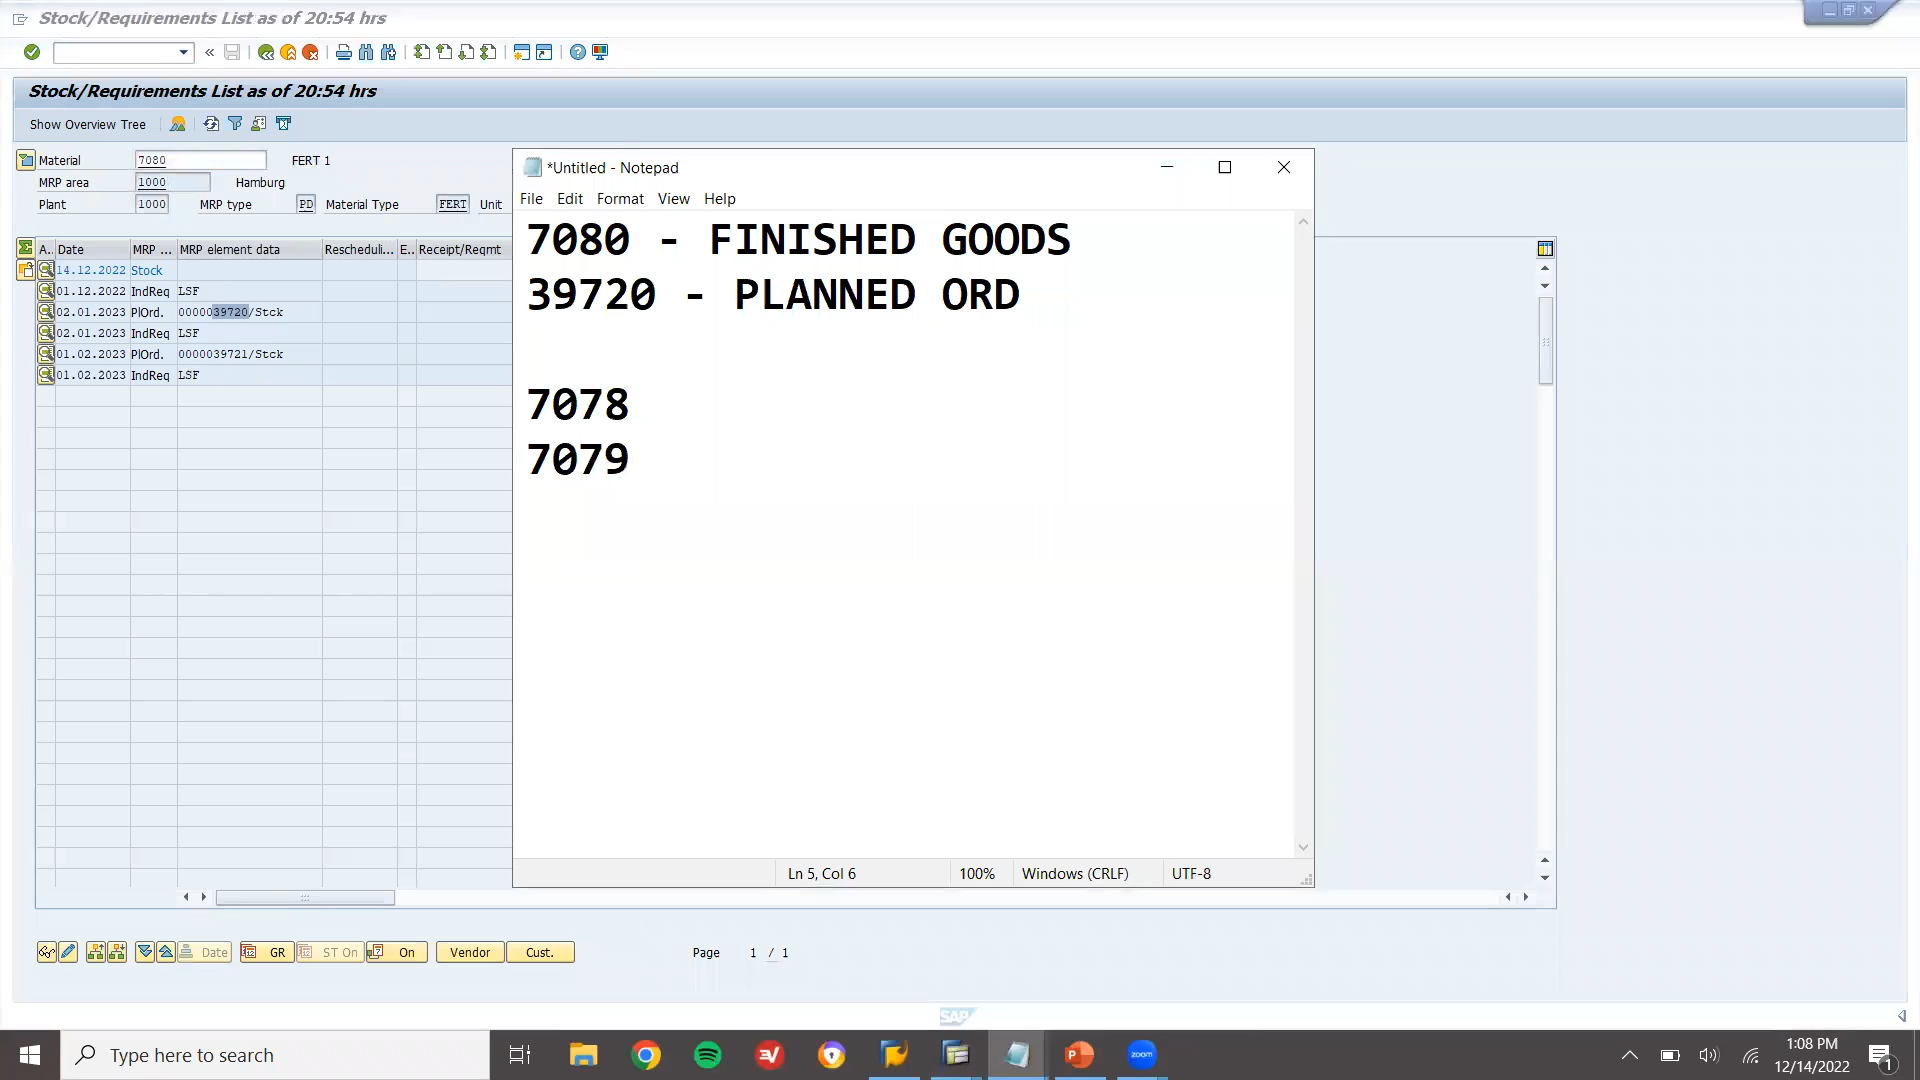 Stock/Requirements List as of 20:54 hrs
«
Stock/Requirements List as of 20:54 hrs
Show Overview Tree
Material 7080 FERT 1
MRP area 1000 Hamburg
Plant 1000 MRP type PD Material Type FERT Unit
A.. Date MRP ... MRP element data Rescheduli... E.. Receipt/Reqmt
14.12.2022 Stock
01.12.2022 IndReq LSF
02.01.2023 PlOrd. 0000039720/Stck
02.01.2023 IndReq LSF
01.02.2023 PlOrd. 0000039721/Stck
01.02.2023 IndReq LSF
*Untitled - Notepad
File Edit Format View Help
7080 - FINISHED GOODS
39720 - PLANNED ORD
7078
7079
Ln 5, Col 6 100% Windows (CRLF) UTF-8
Date GR ST On On Vendor Cust. Page 1 / 1
SAP
Type here to search
zoom
1:08 PM
12/14/2022
1